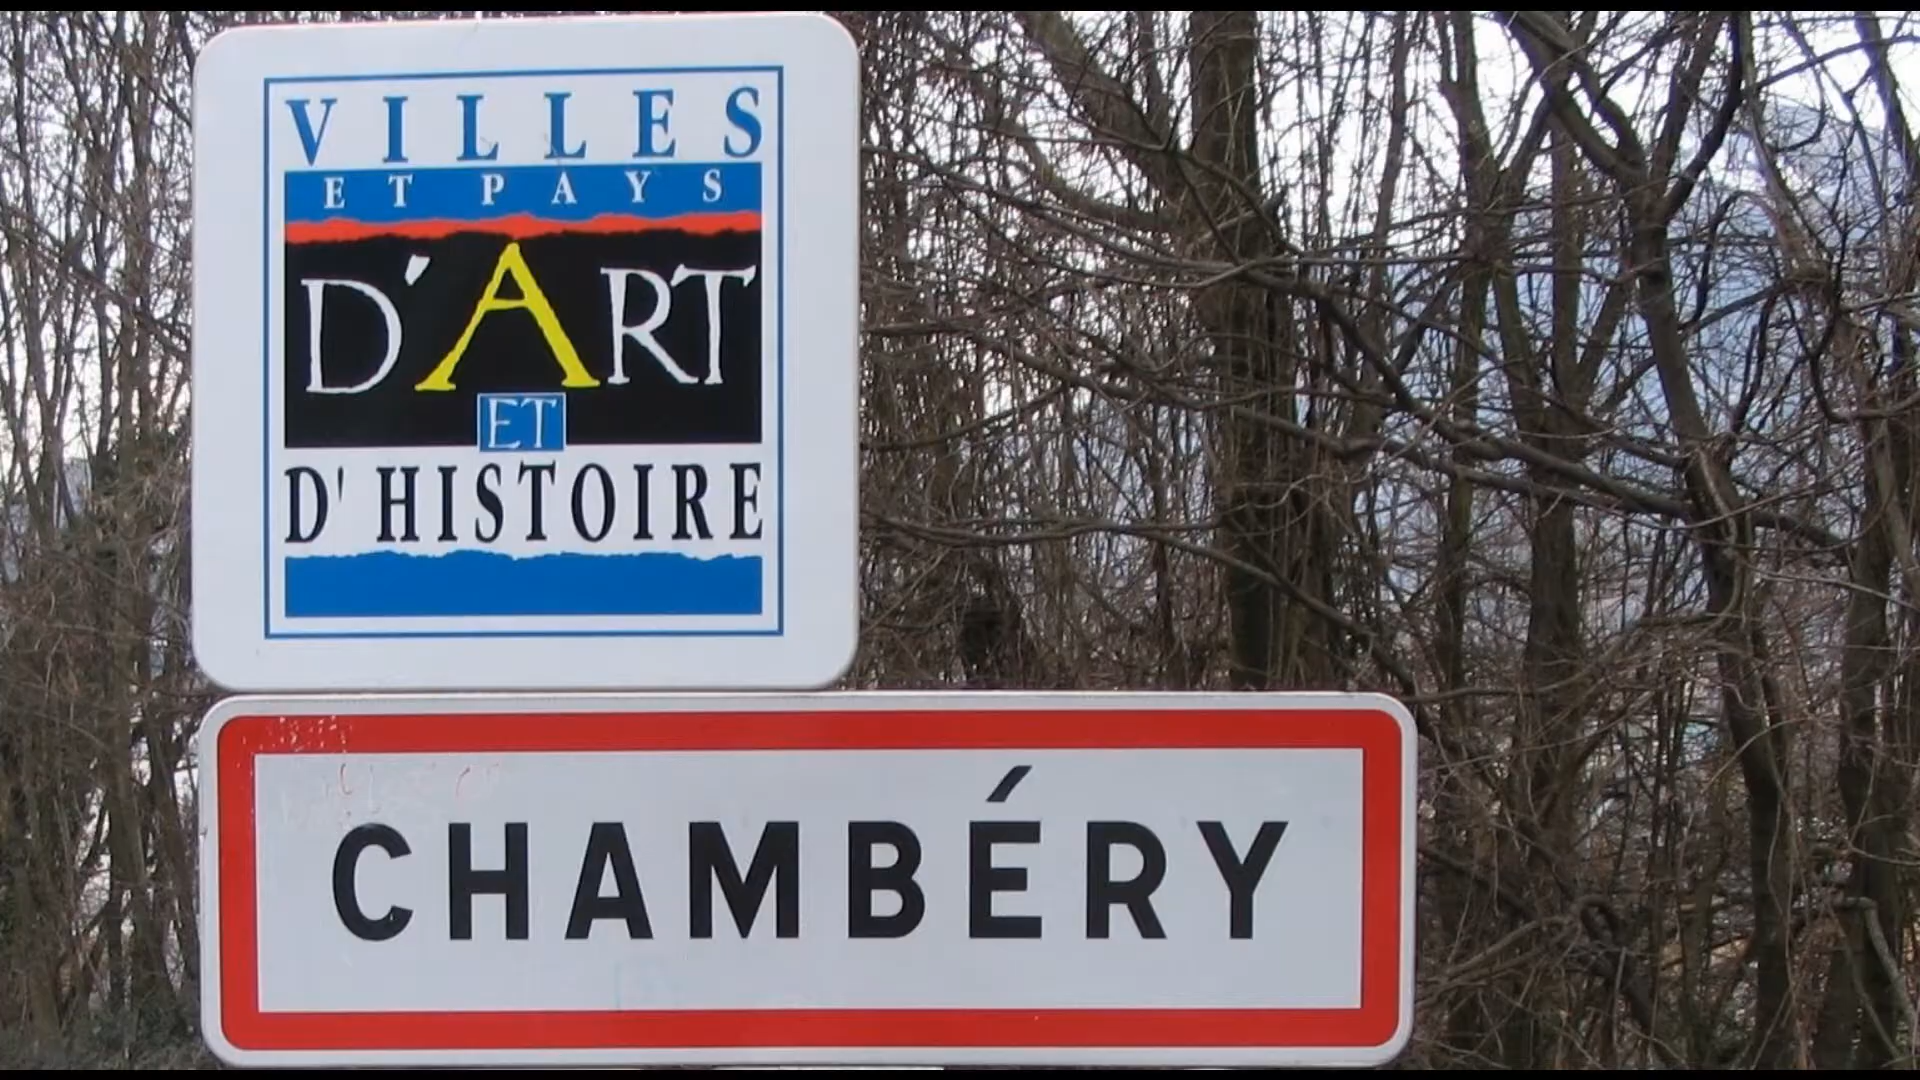 VILLES
ET PAYS
D'ART
ET
D'HISTOIRE
CHAMBÉRY